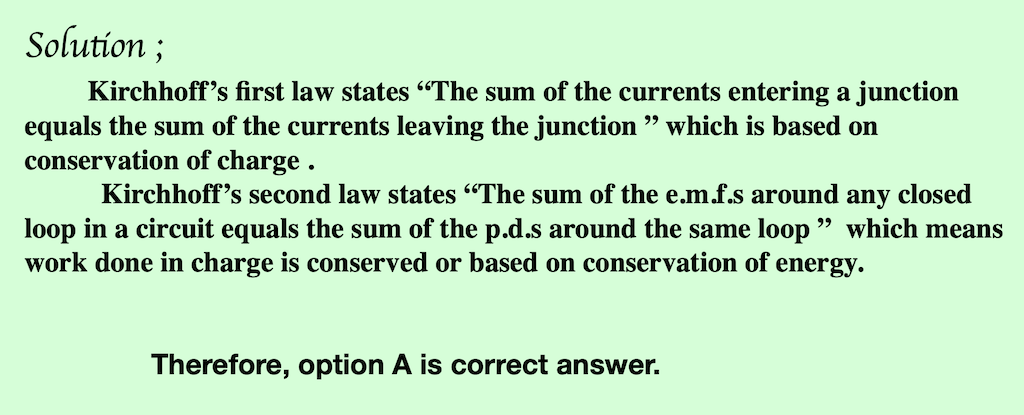 Solution ;
Kirchhoff’s first law states “The sum of the currents entering a junction
equals the sum of the currents leaving the junction ” which is based on
conservation of charge .
Kirchhoff’s second law states “The sum of the e.m.f.s around any closed
loop in a circuit equals the sum of the p.d.s around the same loop ” which means
work done in charge is conserved or based on conservation of energy.
Therefore, option A is correct answer.